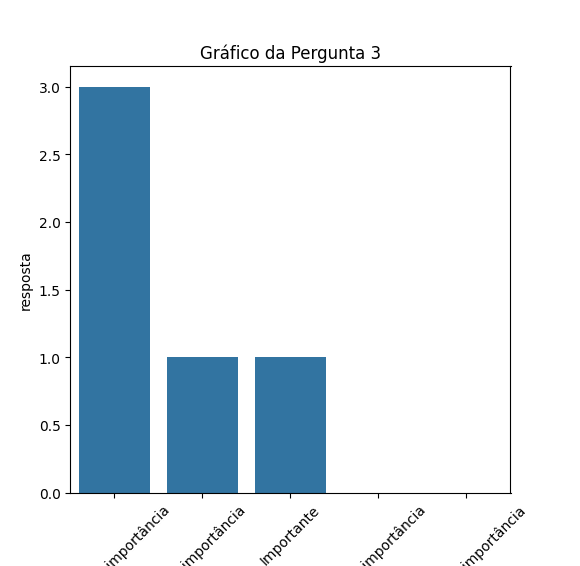 Gráfico da Pergunta 3
3.0
2.5
2.0
1.5
1.0
0.5
0.0
resposta
importância
importância
Importante
importância
importância